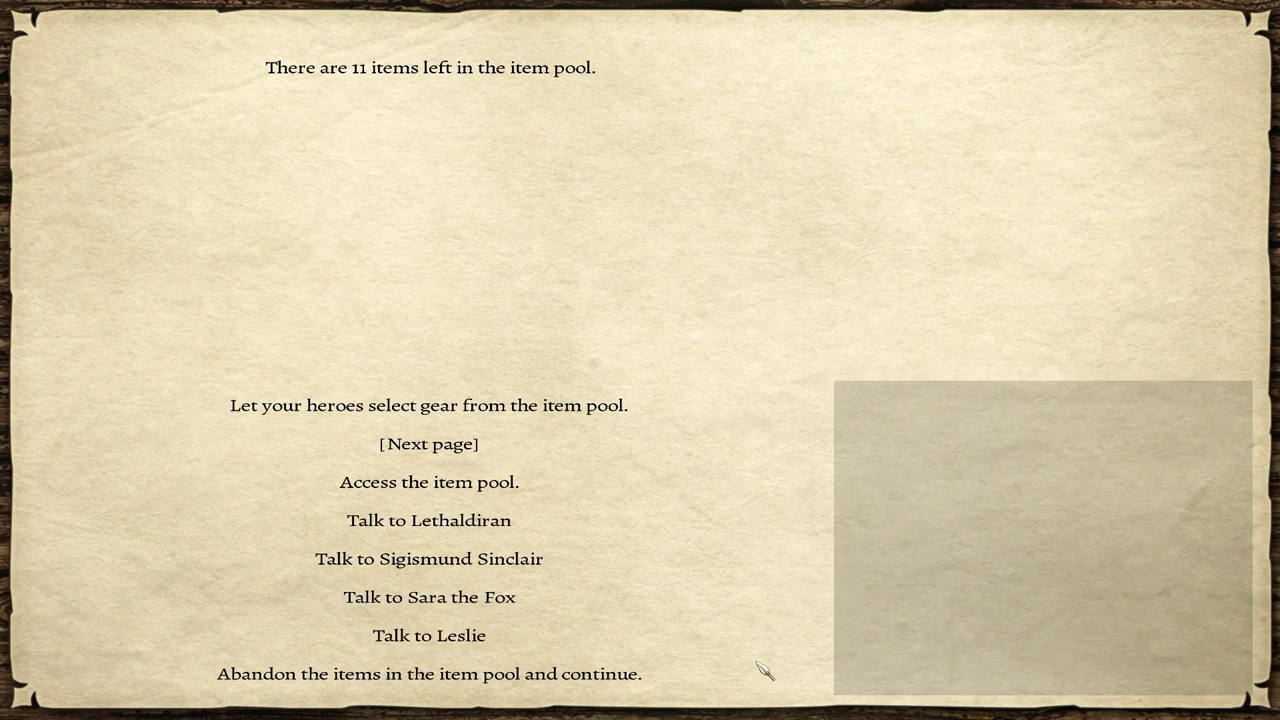 There are 11 items left in the item pool.
Let your heroes select gear from the item pool.
[Next page]
Access the item pool.
Talk to Lethaldiran
Talk to Sigismund Sinclair
Talk to Sara the Fox
Talk to Leslie
Abandon the items in the item pool and continue.